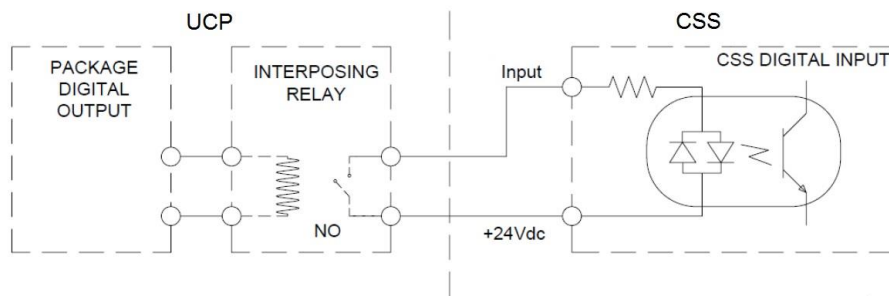 UCP
CSS
PACKAGE
DIGITAL
OUTPUT
INTERPOSING
RELAY
NO
Input
+24Vdc
CSS DIGITAL INPUT